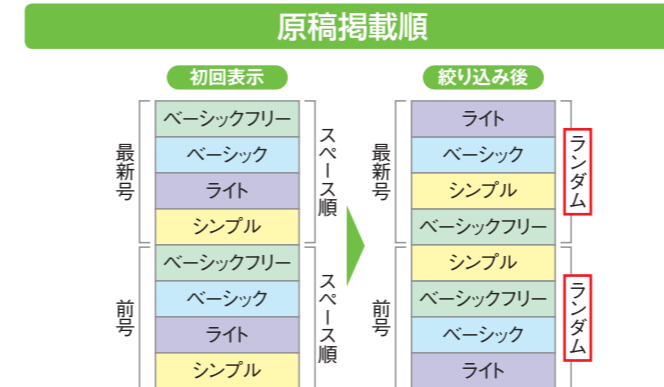 原稿掲載順
初回表示
最新号
ベーシックフリー
ベーシック
ライト
シンプル
スペース順
前号
ベーシックフリー
ベーシック
ライト
シンプル
スペース順
絞り込み後
最新号
ライト
ベーシック
シンプル
ベーシックフリー
ランダム
前号
シンプル
ベーシックフリー
ベーシック
ライト
ランダム